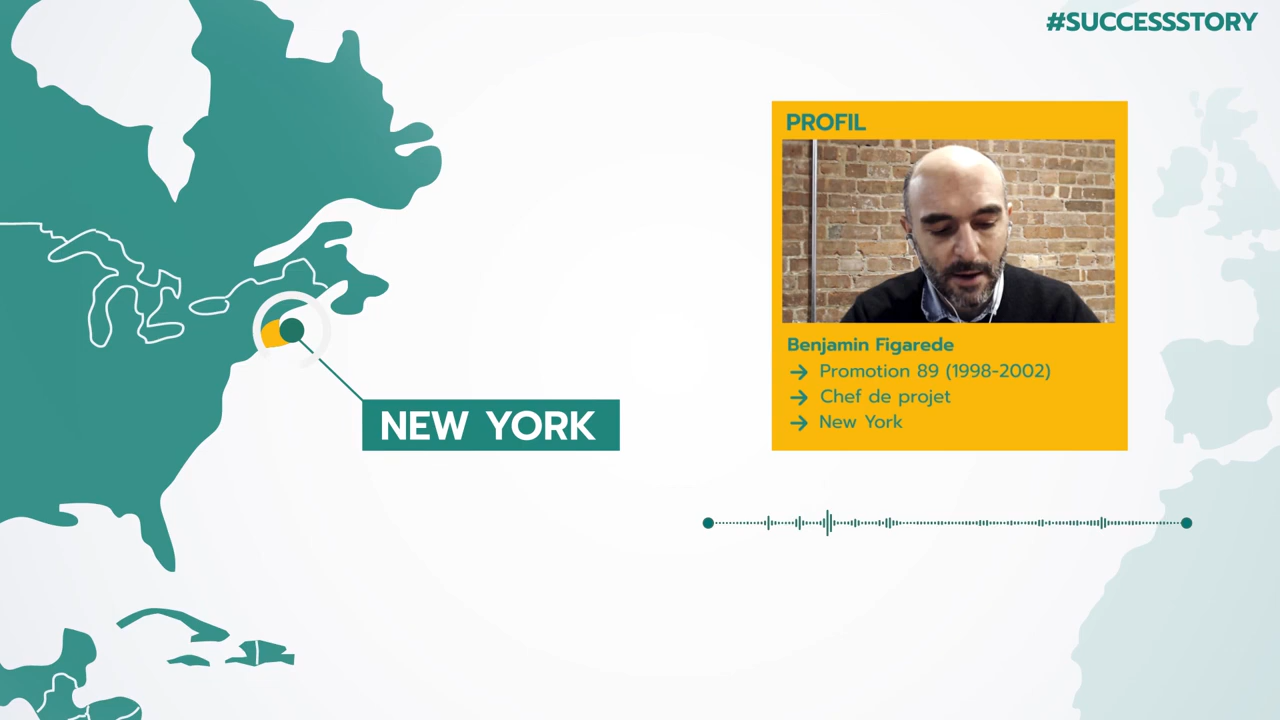 #SUCCESSSTORY
PROFIL
Benjamin Figarede
→ Promotion 89 (1998-2002)
→ Chef de projet
→ New York
NEW YORK